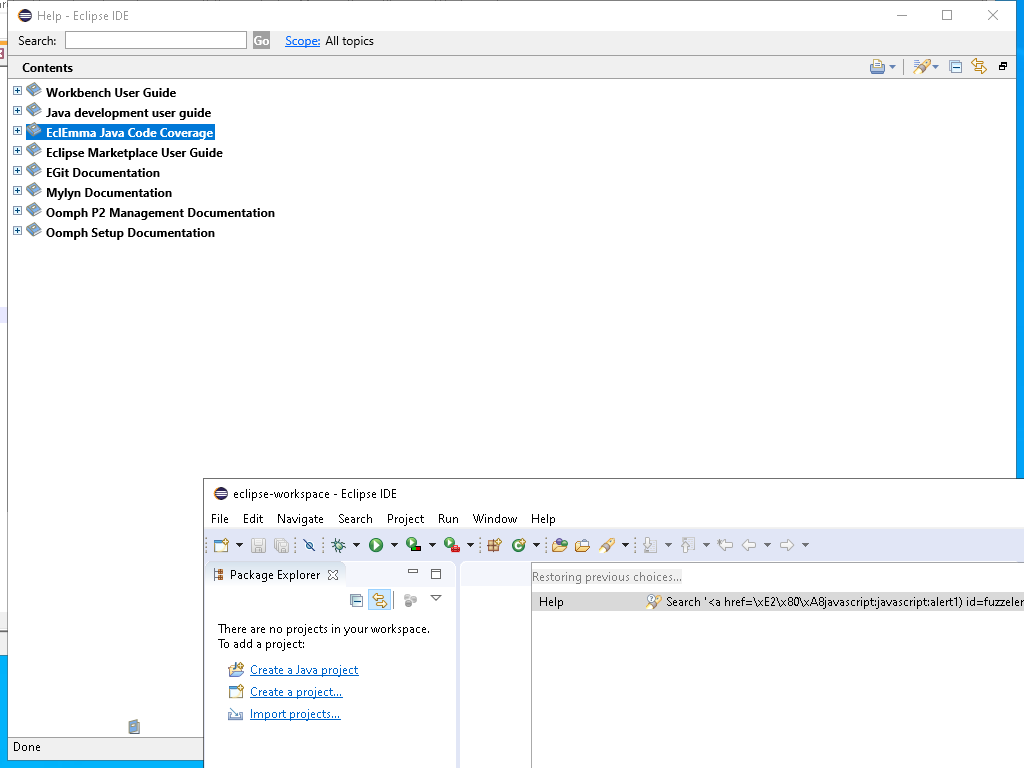 Help - Eclipse IDE
Search:
Go
Scope: All topics
Contents
Workbench User Guide
Java development user guide
EclEmma Java Code Coverage
Eclipse Marketplace User Guide
EGit Documentation
Mylyn Documentation
Oomph P2 Management Documentation
Oomph Setup Documentation
eclipse-workspace - Eclipse IDE
File Edit Navigate Search Project Run Window Help
Package Explorer
Restoring previous choices...
Help Search '<a href=\xE2\x80\xA8javascript:javascript:alert1) id=fuzzeler
There are no projects in your workspace.
To add a project:
Create a Java project
Create a project...
Import projects...
Done